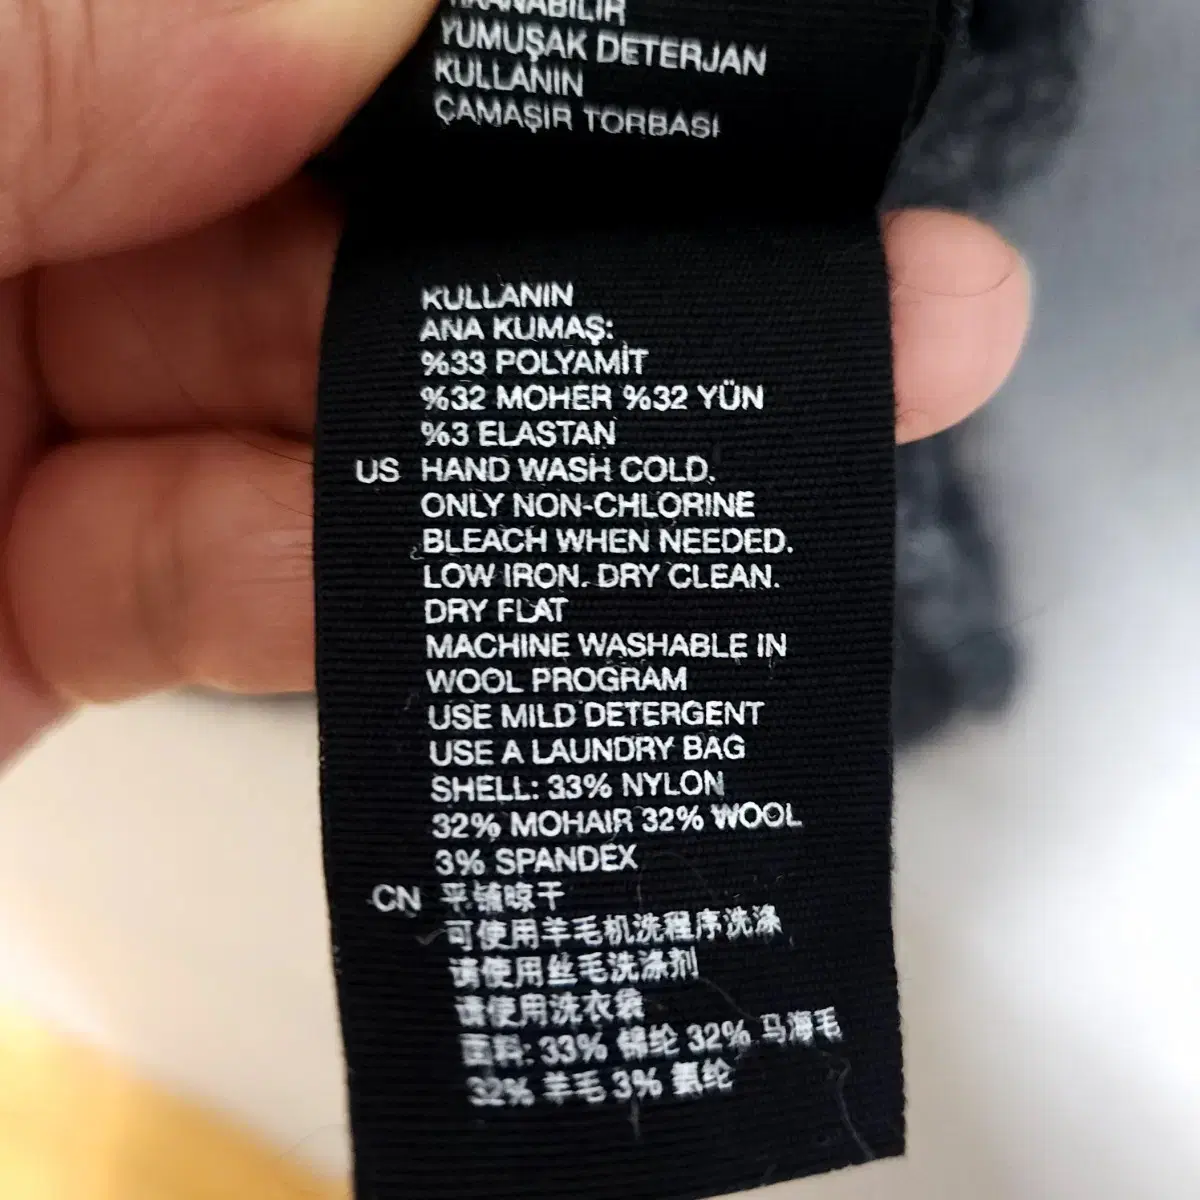 YIKANABİLİR
YUMUŞAK DETERJAN
KULLANIN
ÇAMAŞIR TORBASI
KULLANIN
ANA KUMAŞ:
%33 POLYAMİT
%32 MOHER %32 YÜN
%3 ELASTAN
US HAND WASH COLD.
ONLY NON-CHLORINE
BLEACH WHEN NEEDED.
LOW IRON. DRY CLEAN.
DRY FLAT
MACHINE WASHABLE IN
WOOL PROGRAM
USE MILD DETERGENT
USE A LAUNDRY BAG
SHELL: 33% NYLON
32% MOHAIR 32% WOOL
3% SPANDEX
CN 平铺晾干
可使用羊毛机洗程序洗涤
请使用丝毛洗涤剂
请使用洗衣袋
面料: 33% 锦纶 32% 马海毛
32% 羊毛 3% 氨纶